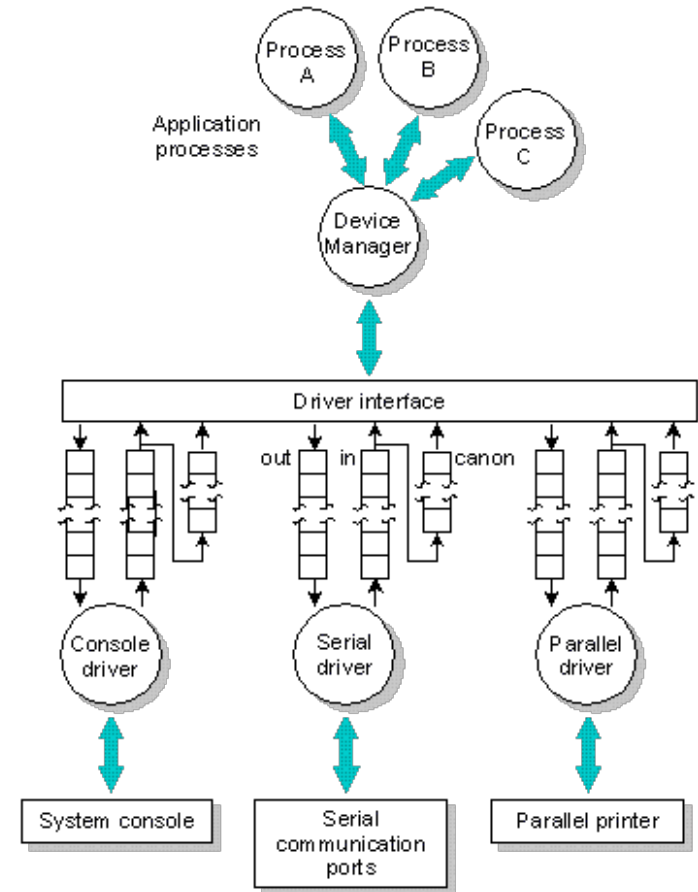 Process
A
Process
B
Process
C
Application
processes
Device
Manager
Driver interface
out
in
canon
Console
driver
Serial
driver
Parallel
driver
System console
Serial
communication
ports
Parallel printer